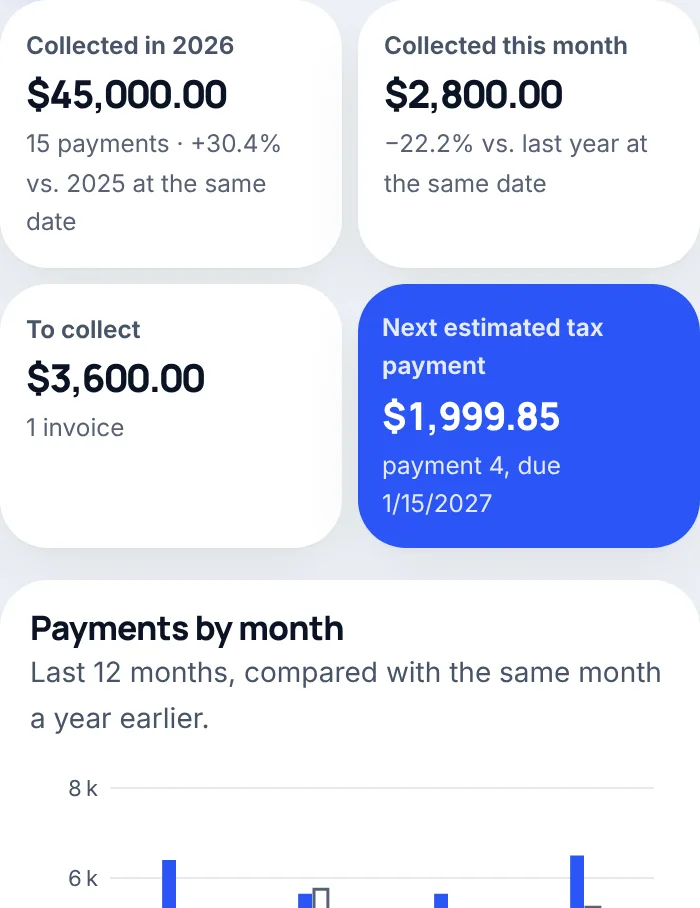 Collected in 2026
$45,000.00
15 payments · +30.4%
vs. 2025 at the same
date
Collected this month
$2,800.00
−22.2% vs. last year at
the same date
To collect
$3,600.00
1 invoice
Next estimated tax
payment
$1,999.85
payment 4, due
1/15/2027
Payments by month
Last 12 months, compared with the same month
a year earlier.
8 k
6 k